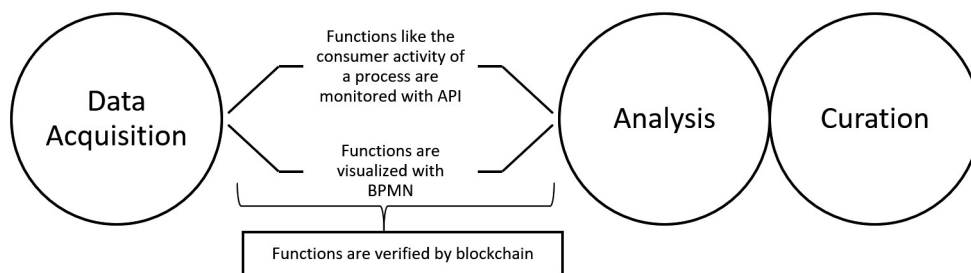 Data
Acquisition
Functions like the
consumer activity of
a process are
monitored with API
Functions are
visualized with
BPMN
Functions are verified by blockchain
Analysis
Curation